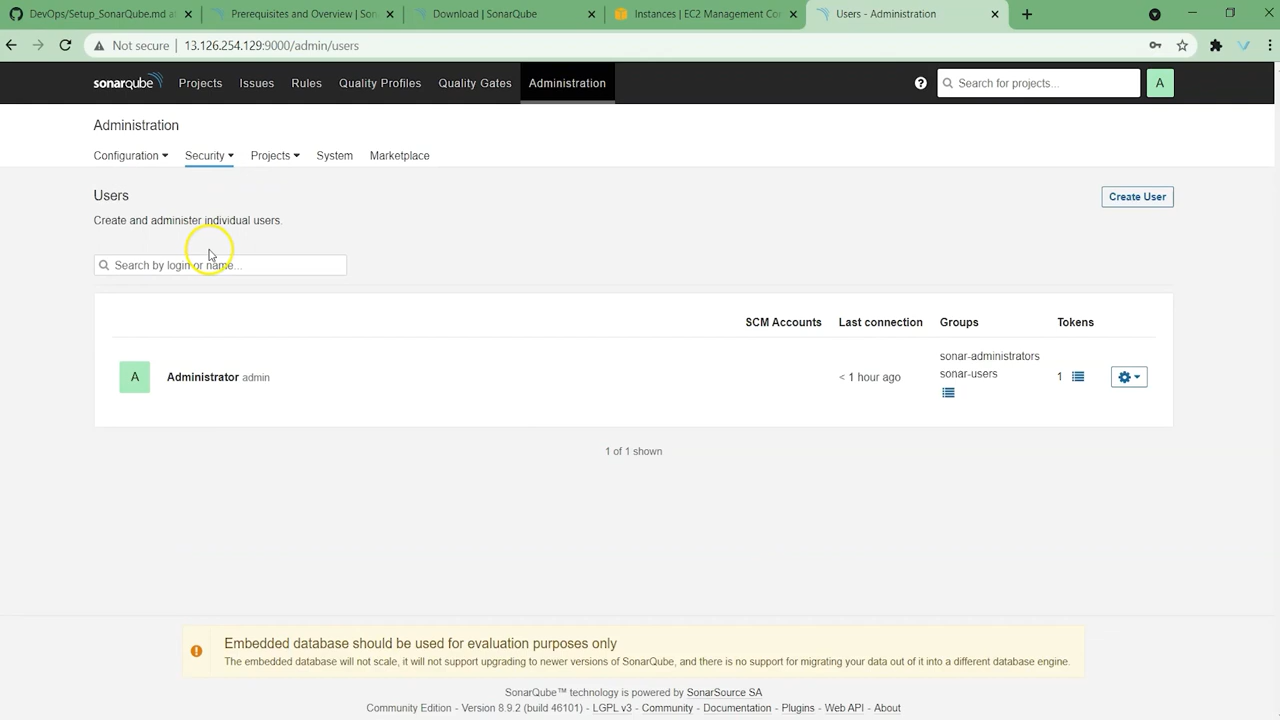 DevOps/Setup_SonarQube.md at
Prerequisites and Overview | Son
Download | SonarQube
Instances | EC2 Management Con
Users - Administration
Not secure
13.126.254.129:9000/admin/users
sonarqube
Projects
Issues
Rules
Quality Profiles
Quality Gates
Administration
Search for projects...
A
Administration
Configuration
Security
Projects
System
Marketplace
Users
Create User
Create and administer individual users.
Search by login or name...
SCM Accounts
Last connection
Groups
Tokens
A
Administrator admin
< 1 hour ago
sonar-administrators
sonar-users
1
1 of 1 shown
Embedded database should be used for evaluation purposes only
The embedded database will not scale, it will not support upgrading to newer versions of SonarQube, and there is no support for migrating your data out of it into a different database engine.
SonarQube™ technology is powered by SonarSource SA
Community Edition - Version 8.9.2 (build 46101) - LGPL v3 - Community - Documentation - Plugins - Web API - About